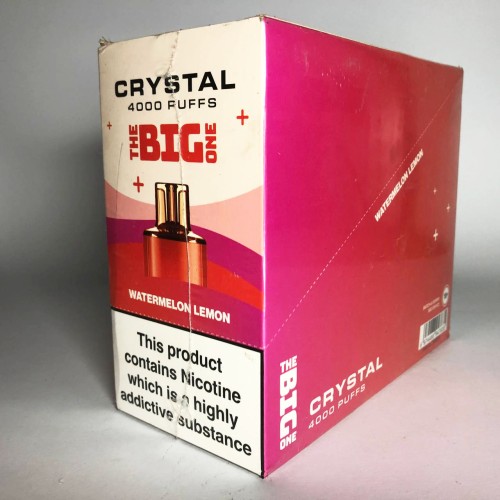 CRYSTAL
4000 PUFFS
THE BIG ONE
WATERMELON LEMON
This product
contains Nicotine
which is a highly
addictive substance
WATERMELON LEMON
THE BIG ONE
CRYSTAL
4000 PUFFS